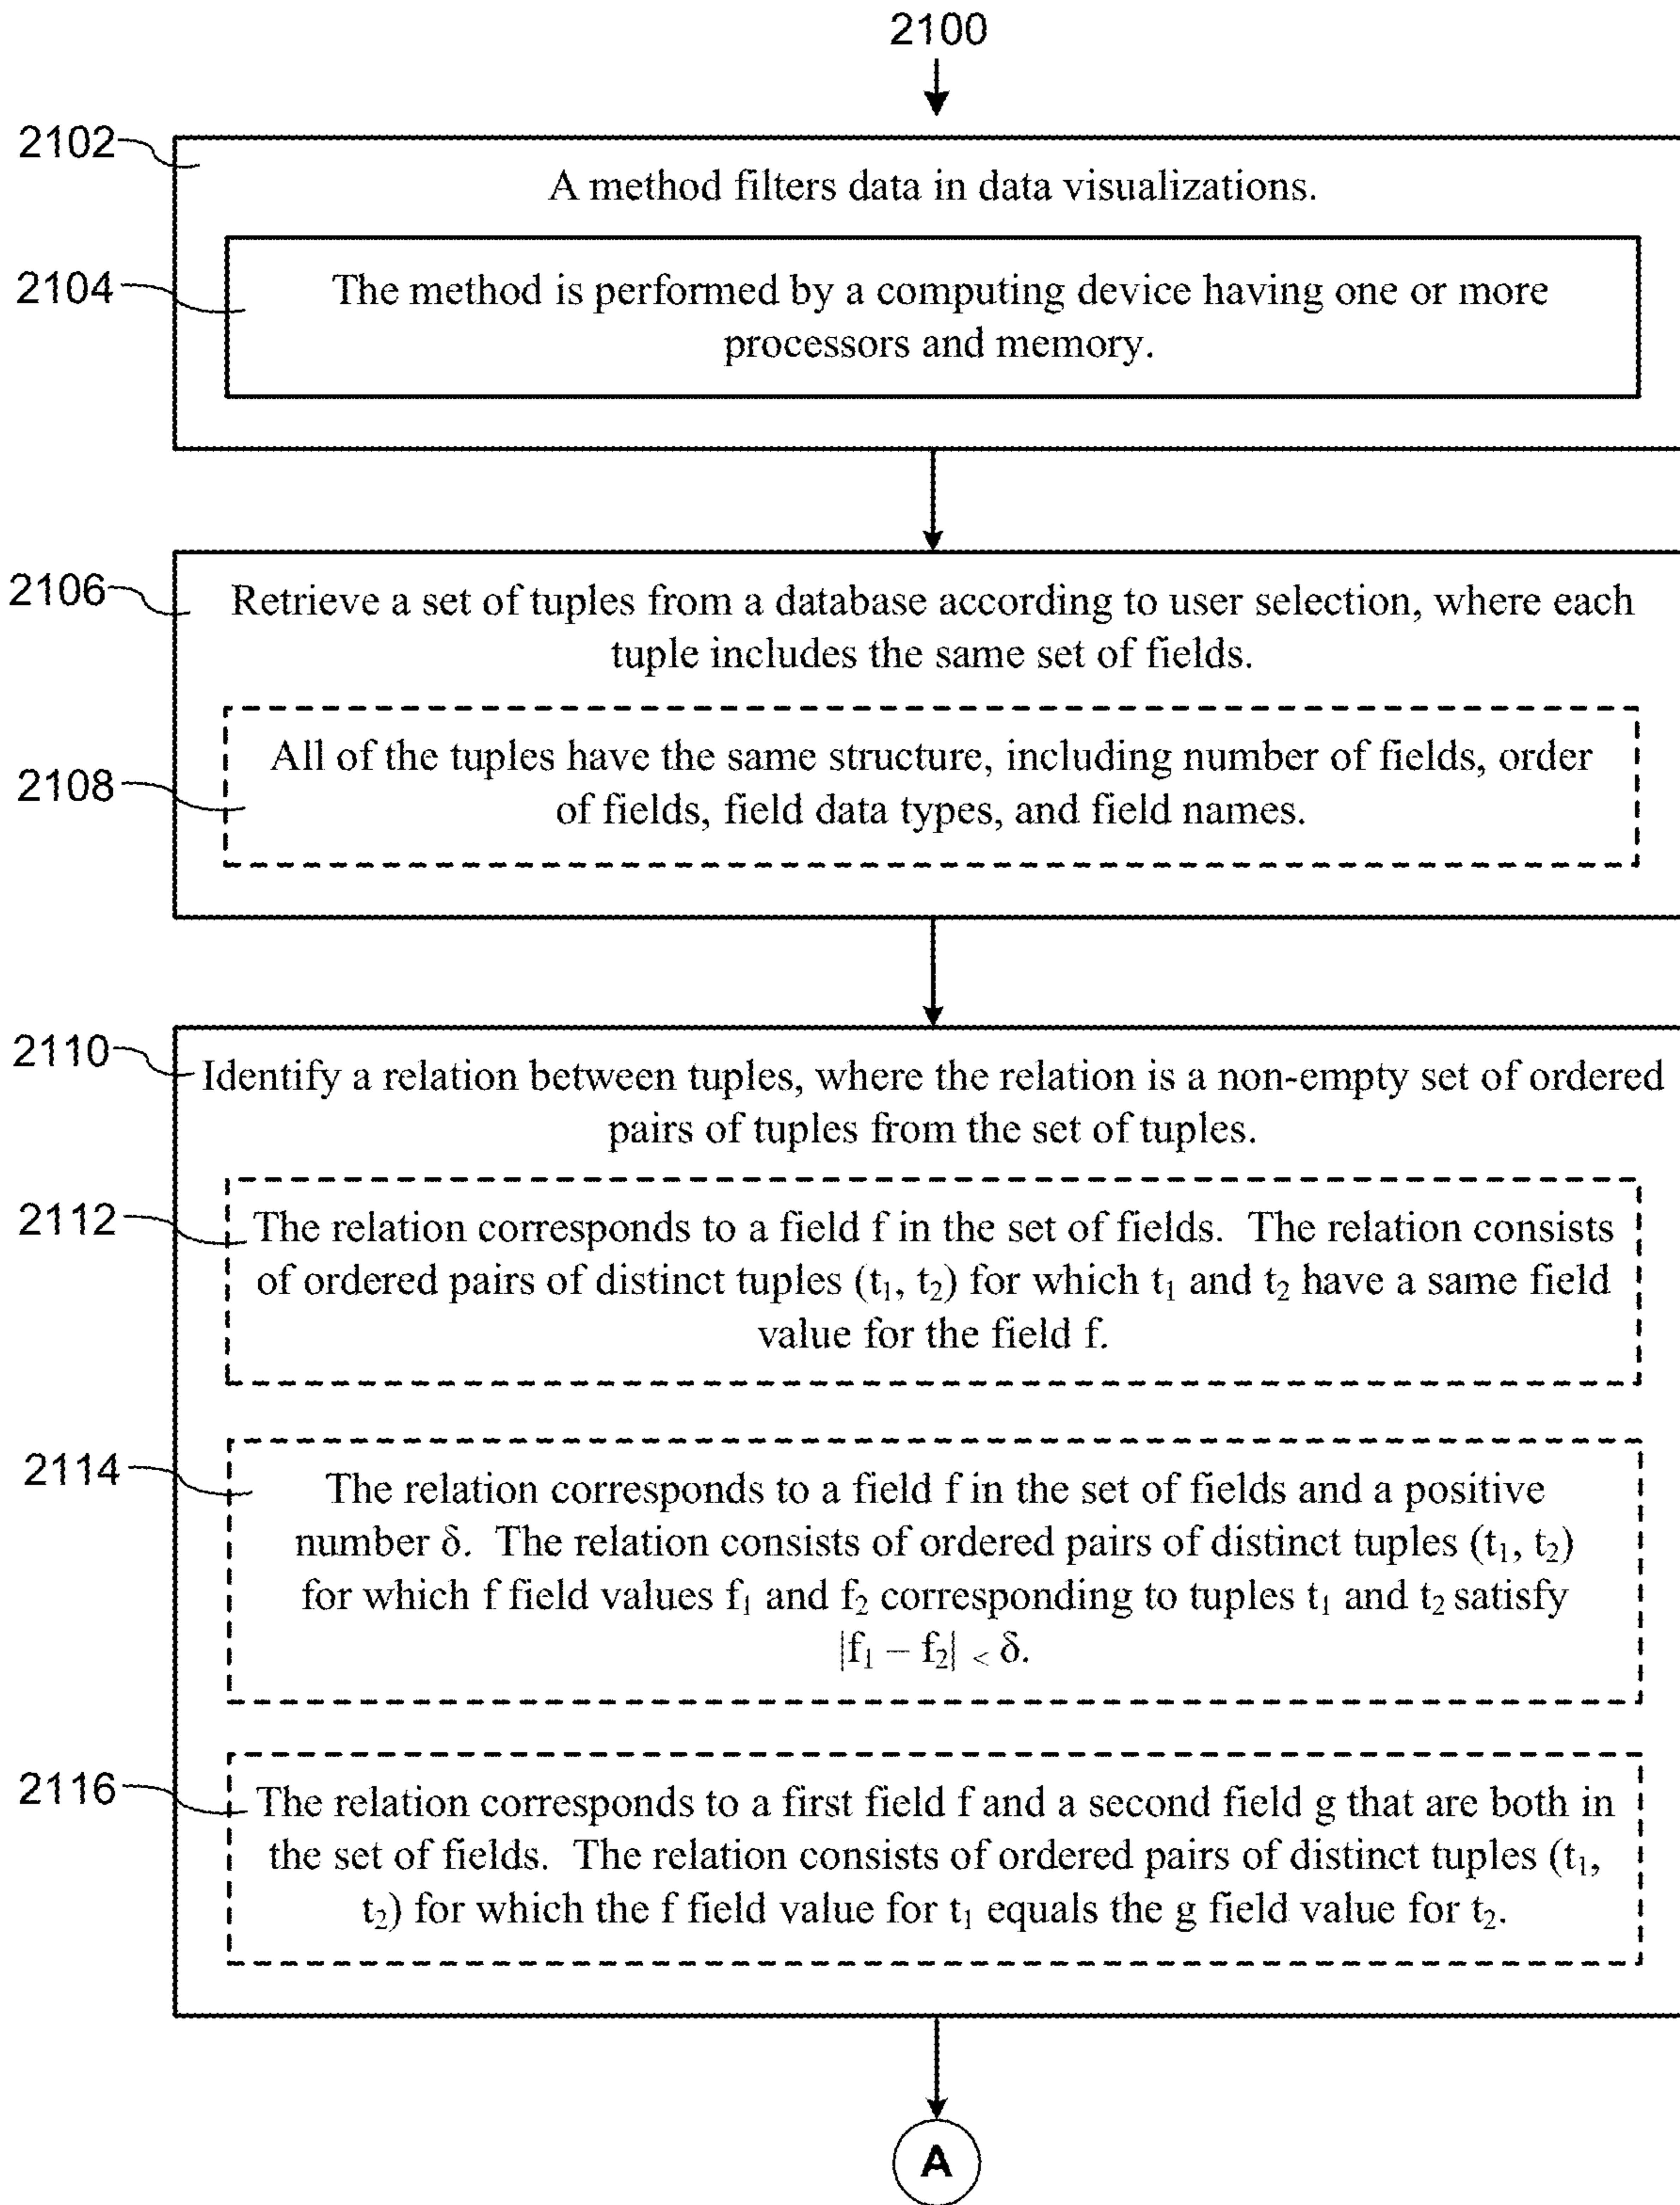 2100
2102
A method filters data in data visualizations.
2104
The method is performed by a computing device having one or more
processors and memory.
2106
Retrieve a set of tuples from a database according to user selection, where each
tuple includes the same set of fields.
2108
All of the tuples have the same structure, including number of fields, order
of fields, field data types, and field names.
2110
Identify a relation between tuples, where the relation is a non-empty set of ordered
pairs of tuples from the set of tuples.
2112
The relation corresponds to a field f in the set of fields. The relation consists
of ordered pairs of distinct tuples (t₁, t₂) for which t₁ and t₂ have a same field
value for the field f.
2114
The relation corresponds to a field f in the set of fields and a positive
number δ. The relation consists of ordered pairs of distinct tuples (t₁, t₂)
for which f field values f₁ and f₂ corresponding to tuples t₁ and t₂ satisfy
|f₁ – f₂| < δ.
2116
The relation corresponds to a first field f and a second field g that are both in
the set of fields. The relation consists of ordered pairs of distinct tuples (t₁,
t₂) for which the f field value for t₁ equals the g field value for t₂.
A